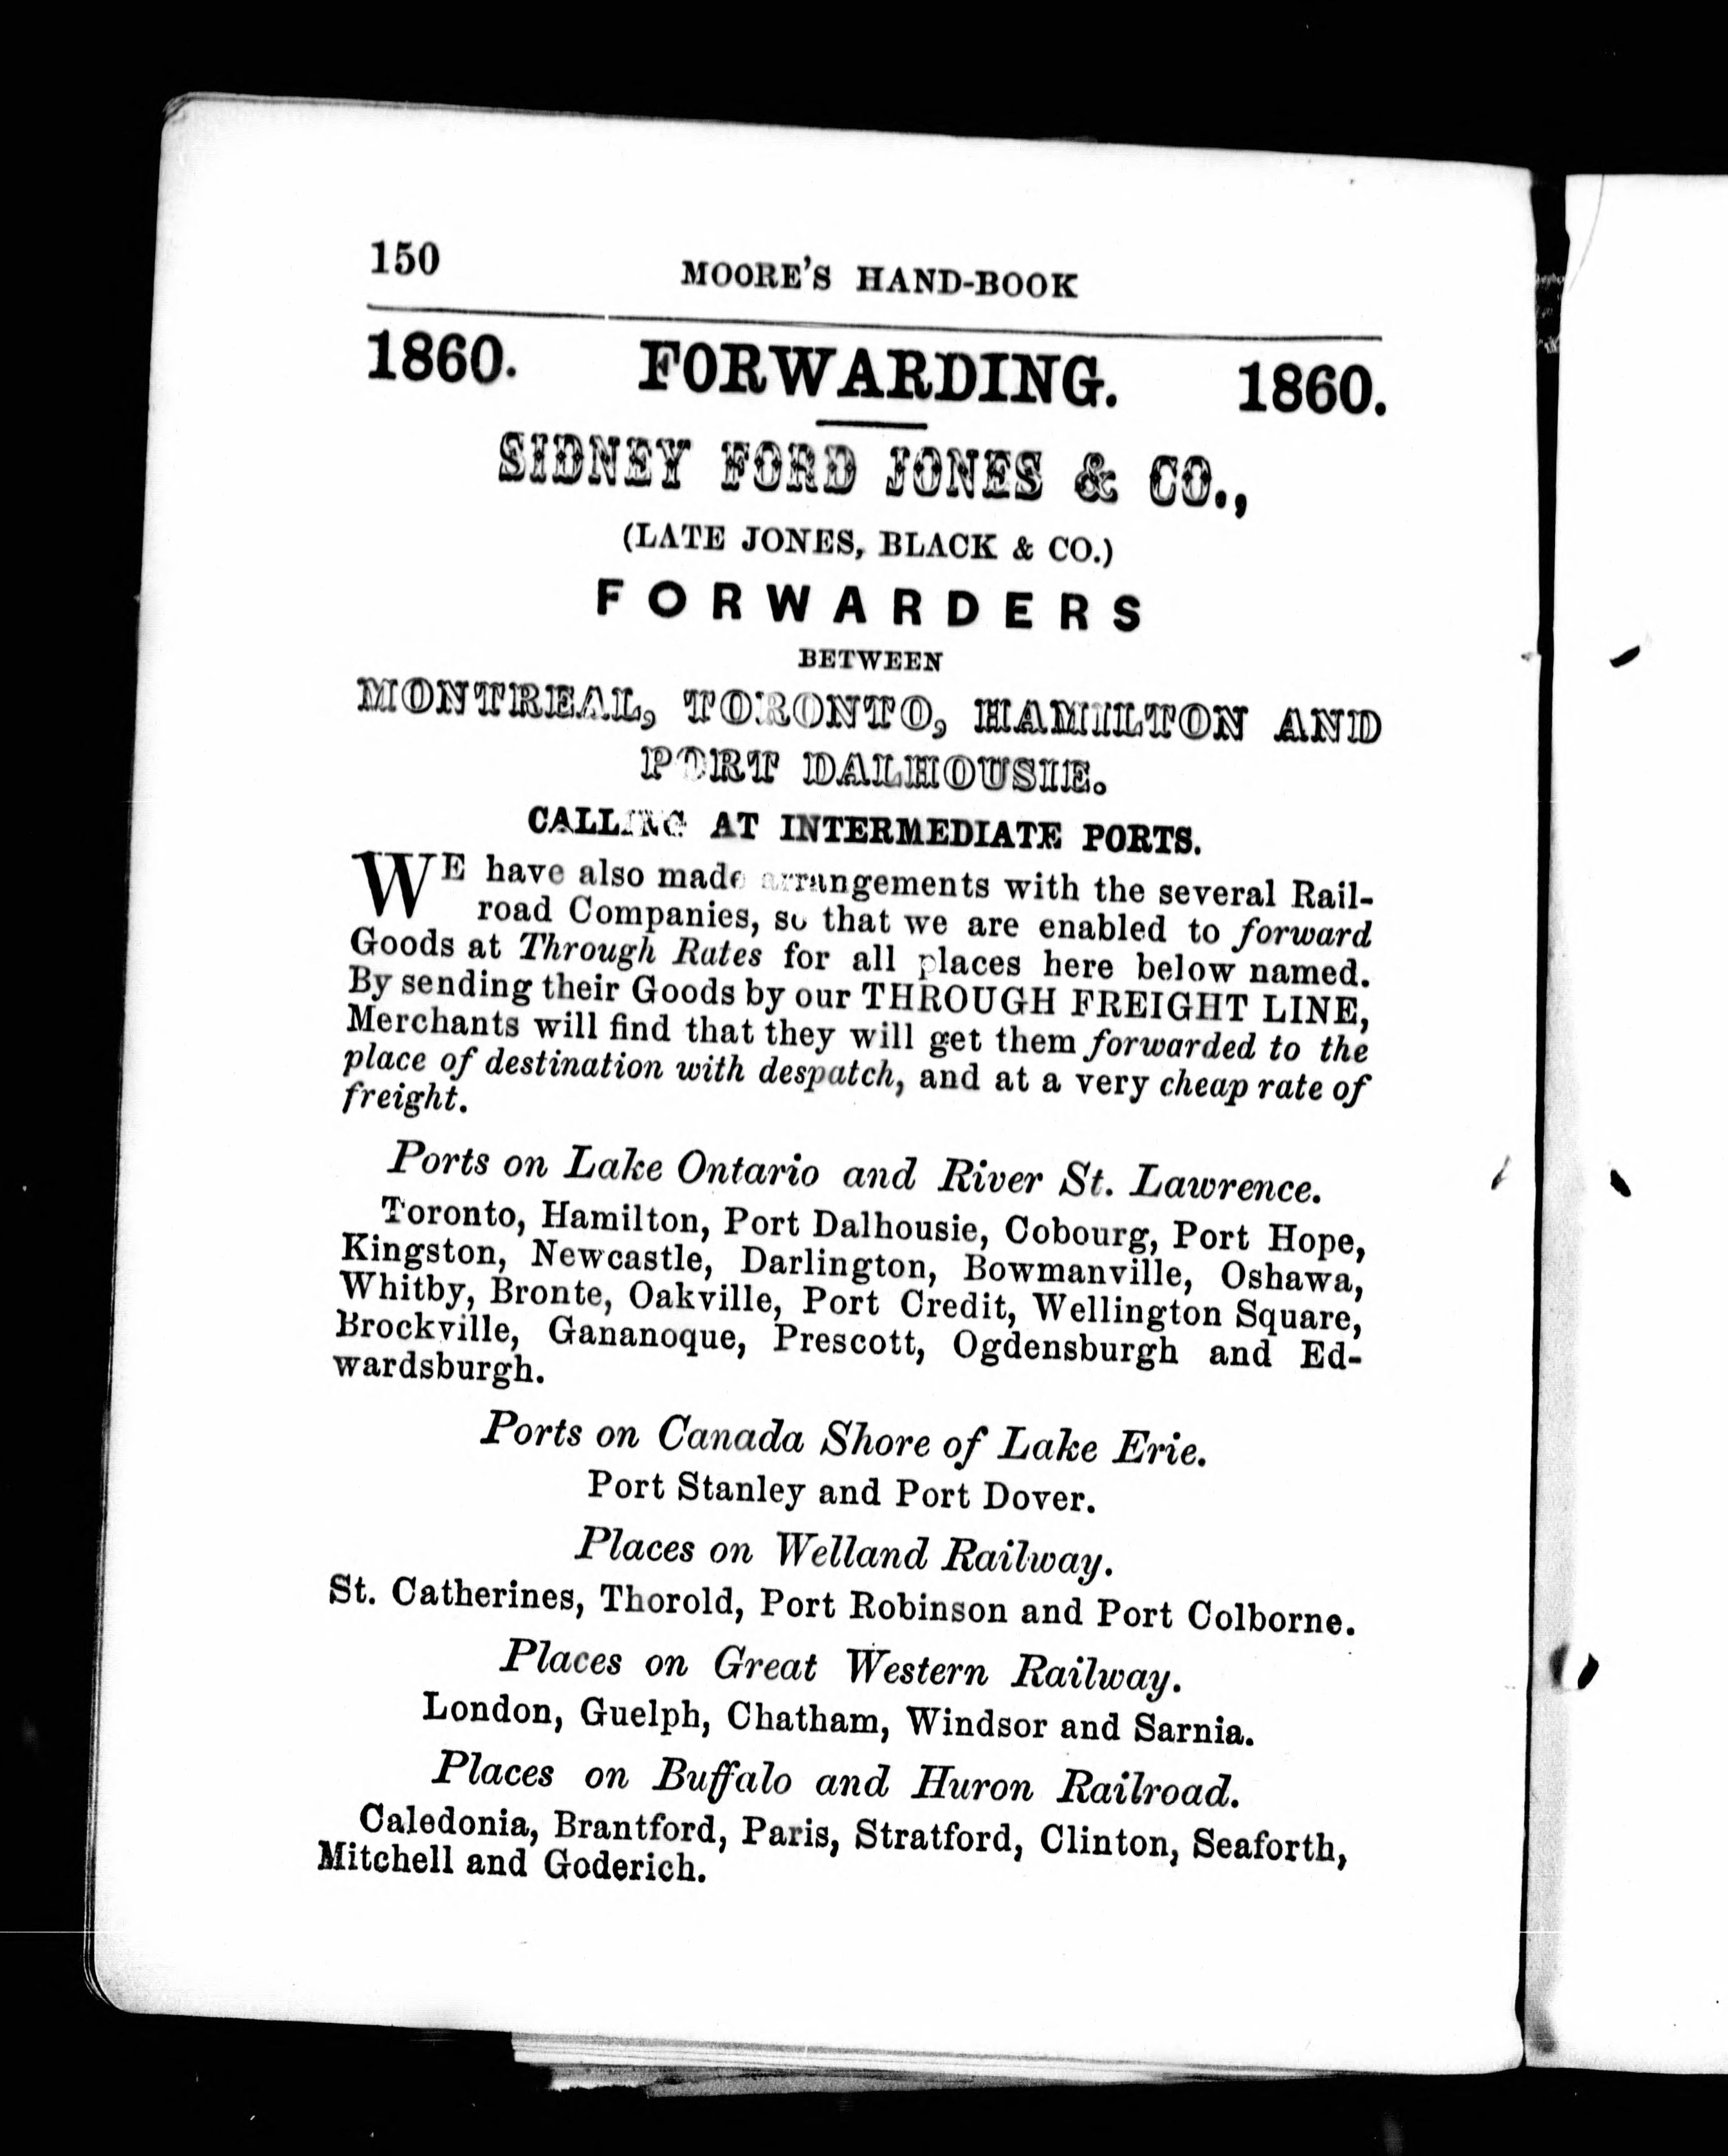 150 MOORE'S HAND-BOOK
1860. FORWARDING. 1860.
SIDNEY FORD JONES & CO.,
(LATE JONES, BLACK & CO.)
FORWARDERS
BETWEEN
MONTREAL, TORONTO, HAMILTON AND
PORT DALHOUSIE.
CALLING AT INTERMEDIATE PORTS.
WE have also made arrangements with the several Rail-
road Companies, so that we are enabled to forward
Goods at Through Rates for all places here below named.
By sending their Goods by our THROUGH FREIGHT LINE,
Merchants will find that they will get them forwarded to the
place of destination with despatch, and at a very cheap rate of
freight.
Ports on Lake Ontario and River St. Lawrence.
Toronto, Hamilton, Port Dalhousie, Cobourg, Port Hope,
Kingston, Newcastle, Darlington, Bowmanville, Oshawa,
Whitby, Bronte, Oakville, Port Credit, Wellington Square,
Brockville, Gananoque, Prescott, Ogdensburgh and Ed-
wardsburgh.
Ports on Canada Shore of Lake Erie.
Port Stanley and Port Dover.
Places on Welland Railway.
St. Catherines, Thorold, Port Robinson and Port Colborne.
Places on Great Western Railway.
London, Guelph, Chatham, Windsor and Sarnia.
Places on Buffalo and Huron Railroad.
Caledonia, Brantford, Paris, Stratford, Clinton, Seaforth,
Mitchell and Goderich.